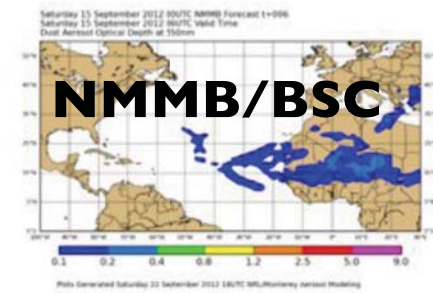 Saturday 15 September 2012 00UTC NMMB Forecast t+006
Saturday 15 September 2012 06UTC Valid Time
Dust Aerosol Optical Depth at 550nm
NMMB/BSC
0.1 0.2 0.4 0.8 1.2 2.5 5.0 9.0
Plots Generated Saturday 22 September 2012 18UTC NRL/Monterey Aerosol Modeling